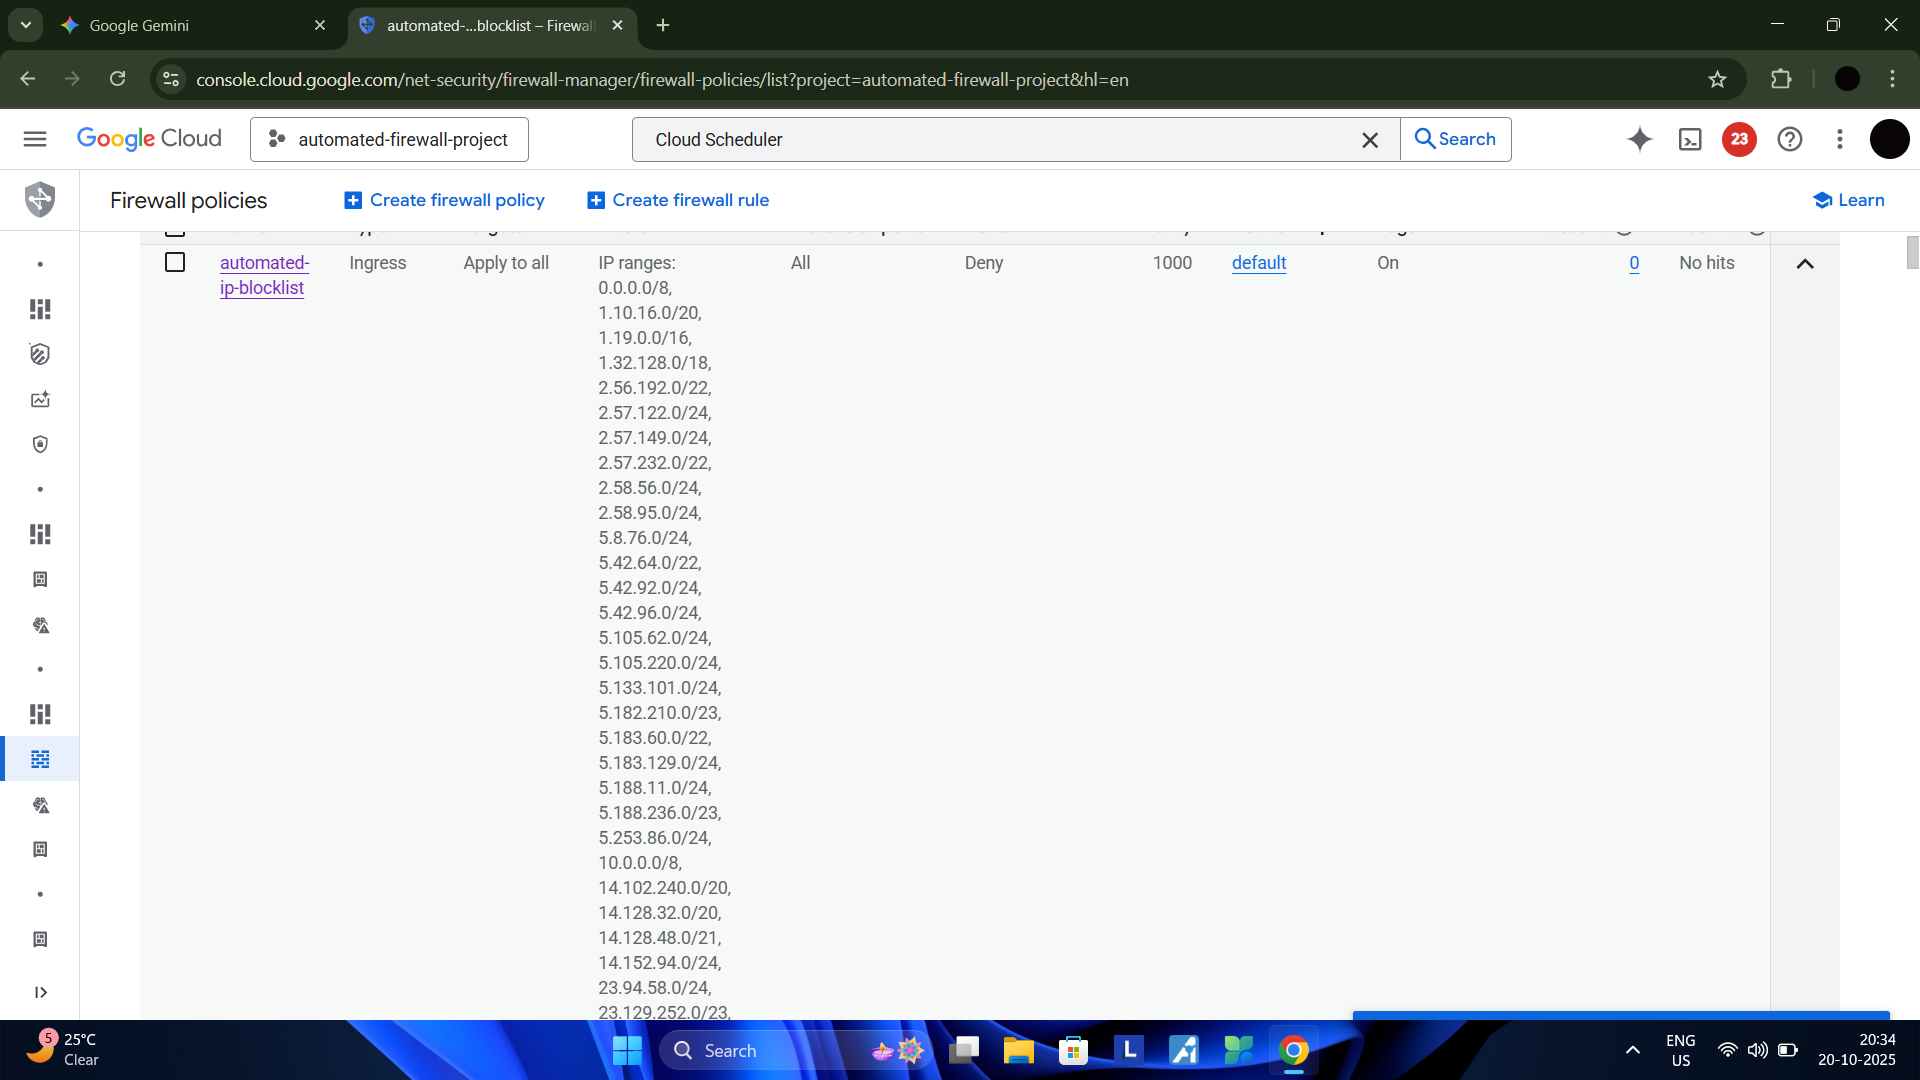 Google Gemini
automated-...blocklist – Firewall
console.cloud.google.com/net-security/firewall-manager/firewall-policies/list?project=automated-firewall-project&hl=en
Google Cloud
automated-firewall-project
Cloud Scheduler
Search
23
Firewall policies
Create firewall policy
Create firewall rule
Learn
automated-
ip-blocklist
Ingress
Apply to all
IP ranges:
0.0.0.0/8,
1.10.16.0/20,
1.19.0.0/16,
1.32.128.0/18,
2.56.192.0/22,
2.57.122.0/24,
2.57.149.0/24,
2.57.232.0/22,
2.58.56.0/24,
2.58.95.0/24,
5.8.76.0/24,
5.42.64.0/22,
5.42.92.0/24,
5.42.96.0/24,
5.105.62.0/24,
5.105.220.0/24,
5.133.101.0/24,
5.182.210.0/23,
5.183.60.0/22,
5.183.129.0/24,
5.188.11.0/24,
5.188.236.0/23,
5.253.86.0/24,
10.0.0.0/8,
14.102.240.0/20,
14.128.32.0/20,
14.128.48.0/21,
14.152.94.0/24,
23.94.58.0/24,
23.129.252.0/23,
All
Deny
1000
default
On
0
No hits
5
25°C
Clear
Search
L
ENG
US
20:34
20-10-2025